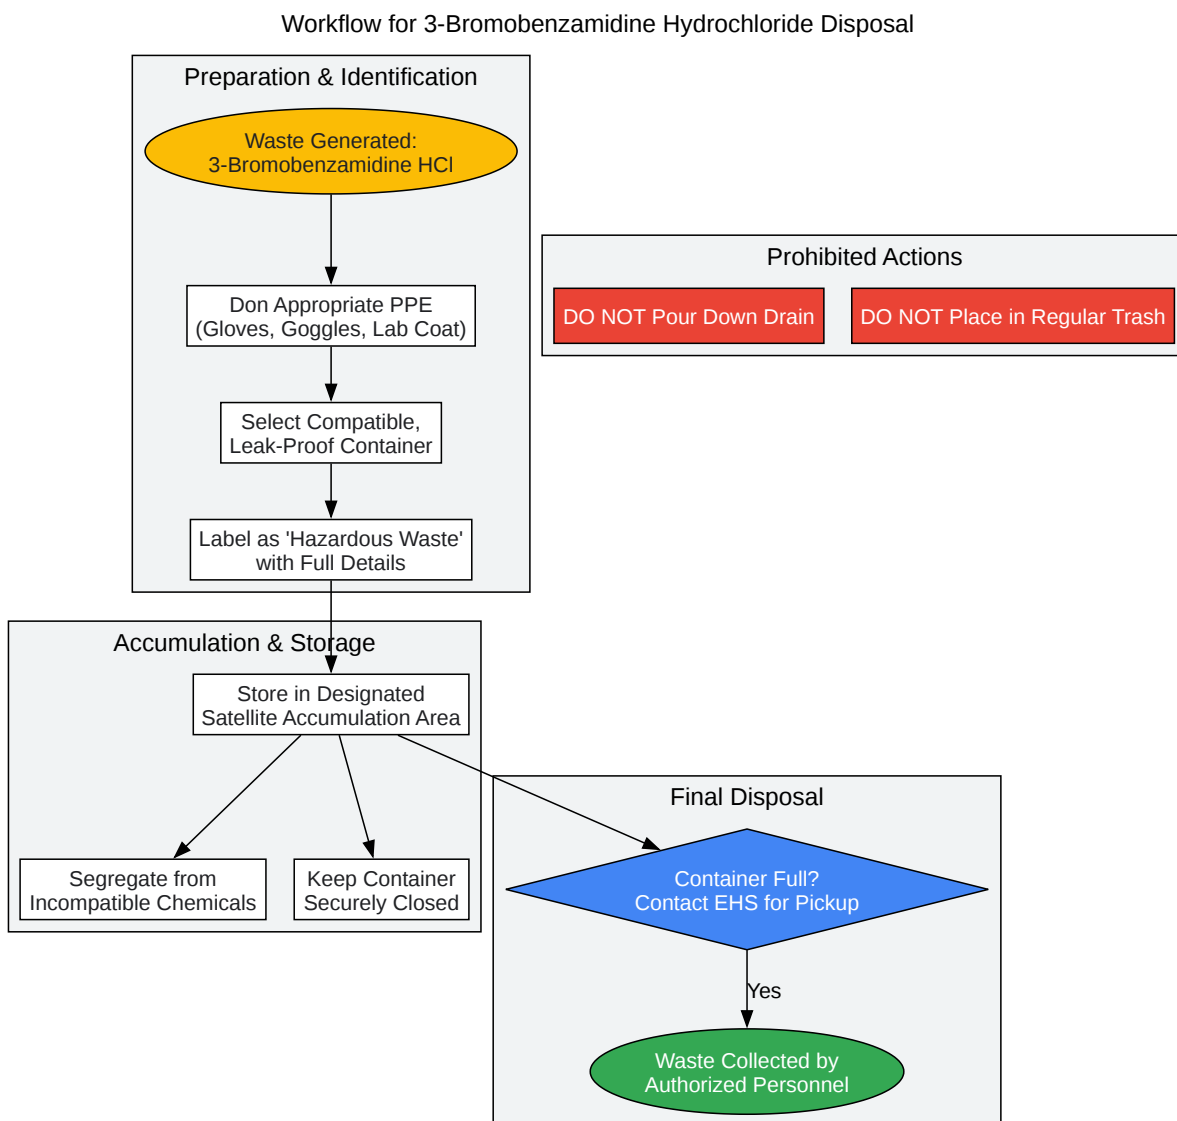 Workflow for 3-Bromobenzamidine Hydrochloride Disposal
Preparation & Identification
Waste Generated:
3-Bromobenzamidine HCl
Don Appropriate PPE
(Gloves, Goggles, Lab Coat)
Select Compatible,
Leak-Proof Container
Label as 'Hazardous Waste'
with Full Details
Prohibited Actions
DO NOT Pour Down Drain
DO NOT Place in Regular Trash
Accumulation & Storage
Store in Designated
Satellite Accumulation Area
Segregate from
Incompatible Chemicals
Keep Container
Securely Closed
Final Disposal
Container Full?
Contact EHS for Pickup
Yes
Waste Collected by
Authorized Personnel